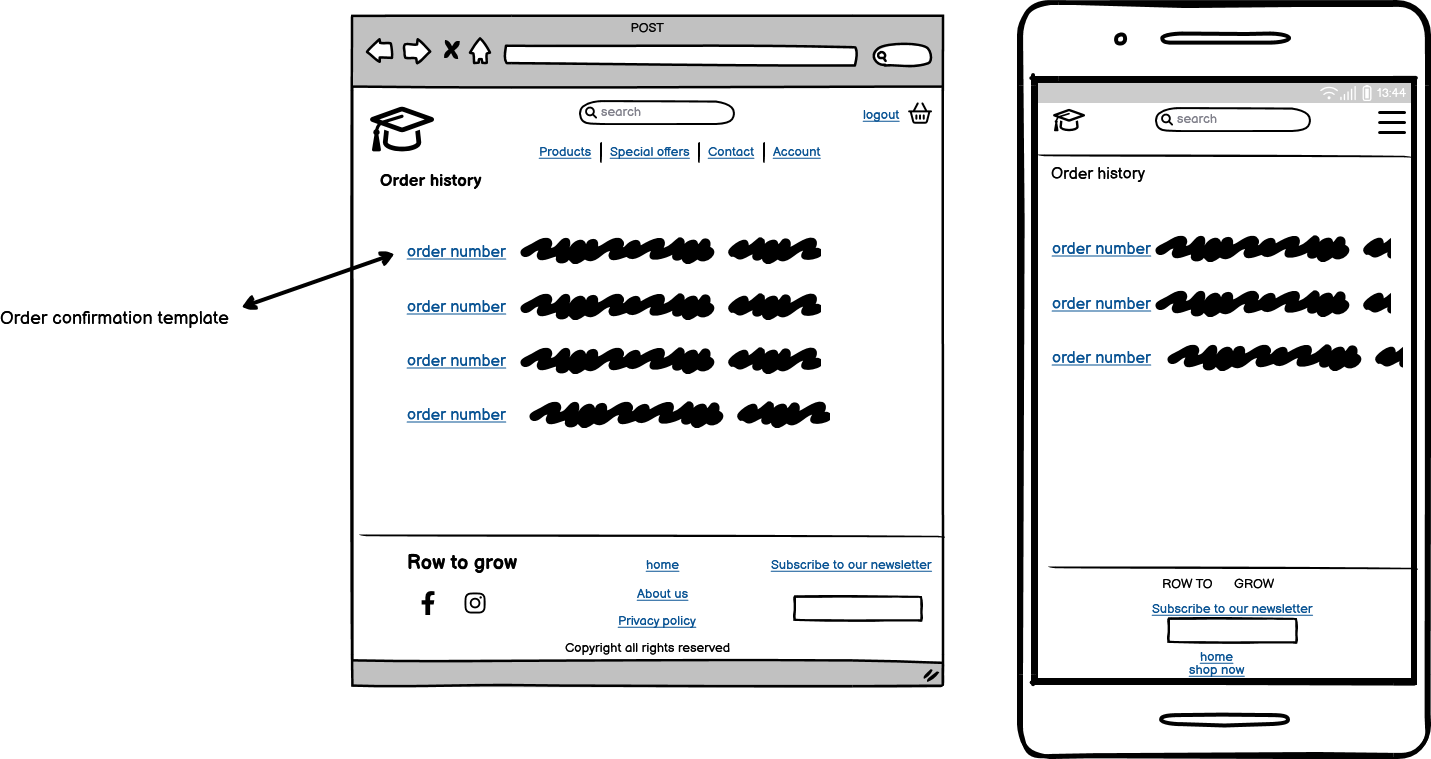 POST
search
logout
Products
Special offers
Contact
Account
Order history
order number
order number
order number
order number
Order confirmation template
Row to grow
home
Subscribe to our newsletter
About us
Privacy policy
Copyright all rights reserved
13:44
search
Order history
order number
order number
order number
ROW TO GROW
Subscribe to our newsletter
home
shop now